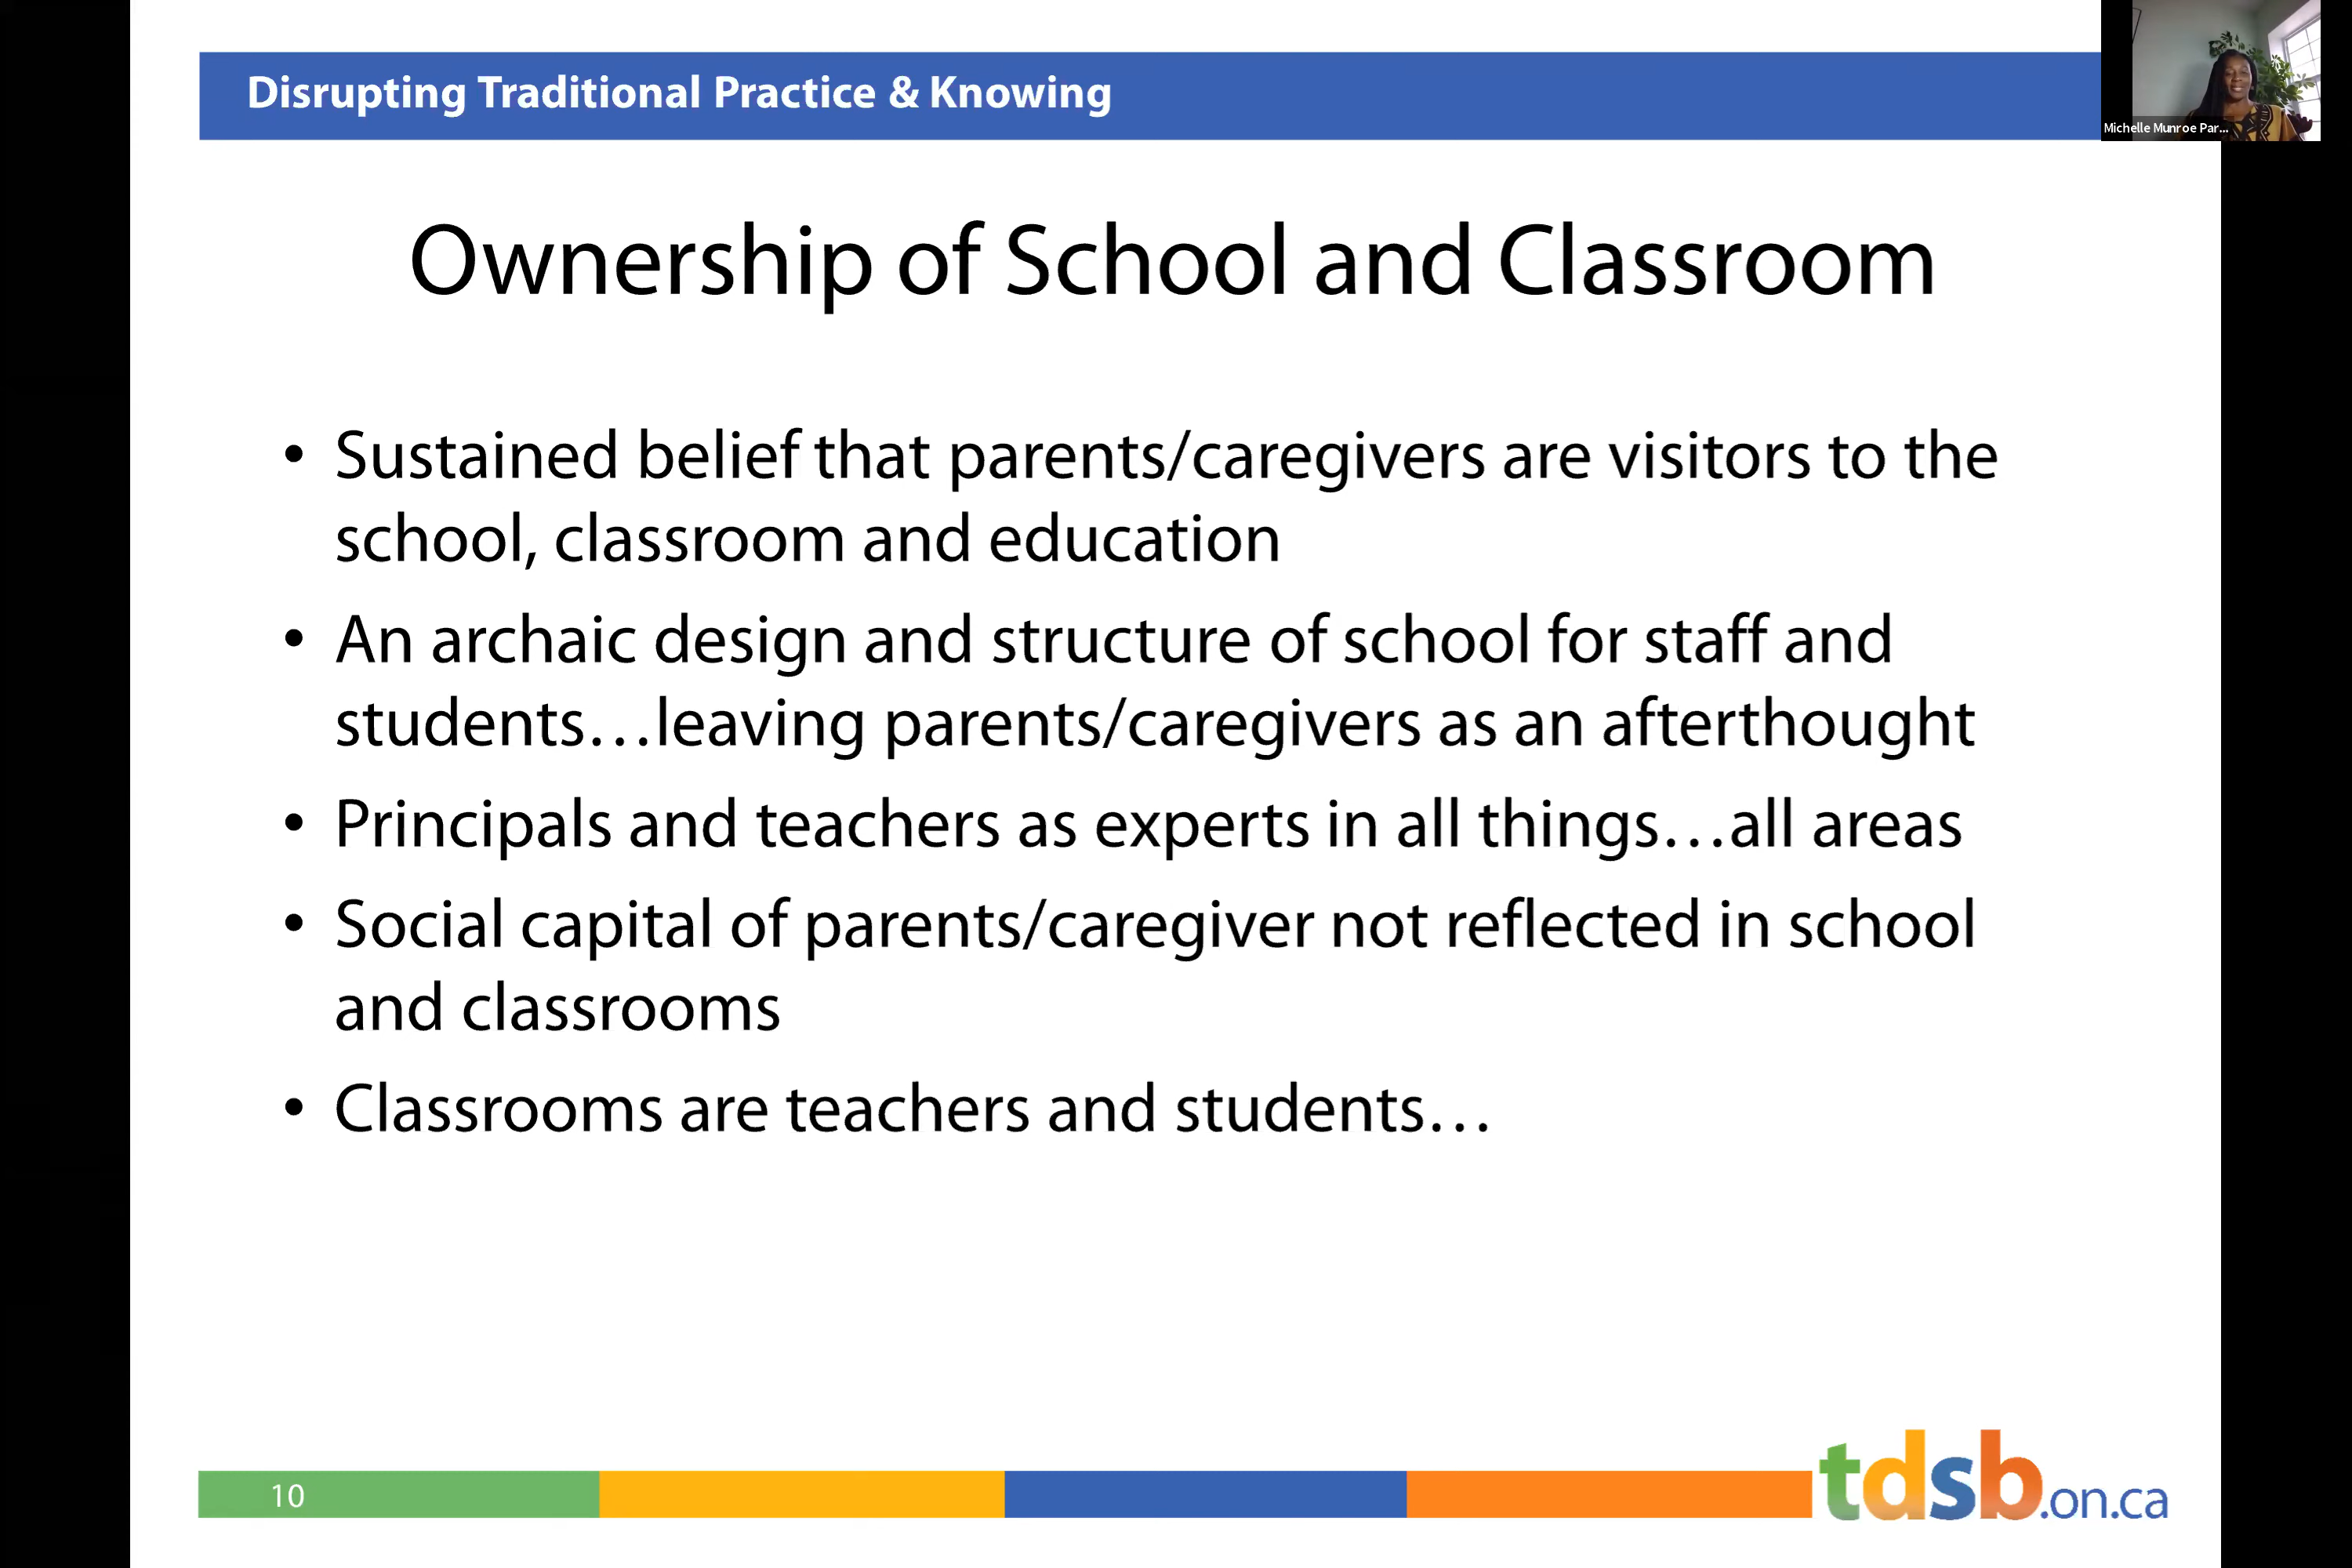 Disrupting Traditional Practice & Knowing
Michelle Munroe Par...
Ownership of School and Classroom
• Sustained belief that parents/caregivers are visitors to the
school, classroom and education
• An archaic design and structure of school for staff and
students…leaving parents/caregivers as an afterthought
• Principals and teachers as experts in all things…all areas
• Social capital of parents/caregiver not reflected in school
and classrooms
• Classrooms are teachers and students…
10
tdsb.on.ca